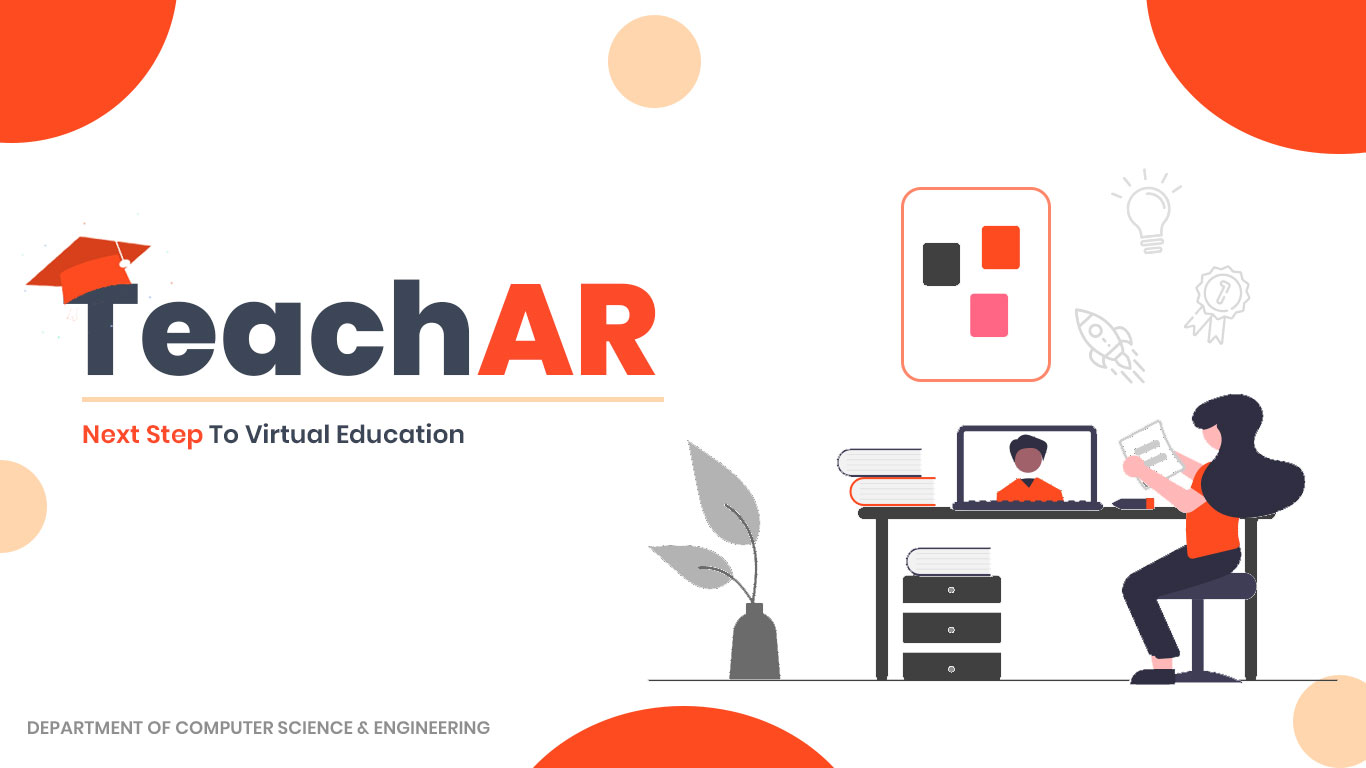 TeachAR
Next Step To Virtual Education
DEPARTMENT OF COMPUTER SCIENCE & ENGINEERING